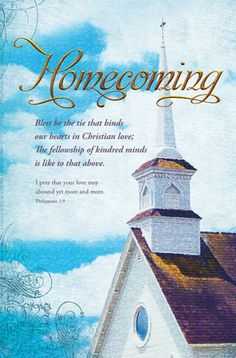 Homecoming
Blest be the tie that binds
our hearts in Christian love;
The fellowship of kindred minds
is like to that above.
I pray that your love may
abound yet more and more.
Philippians 1:9